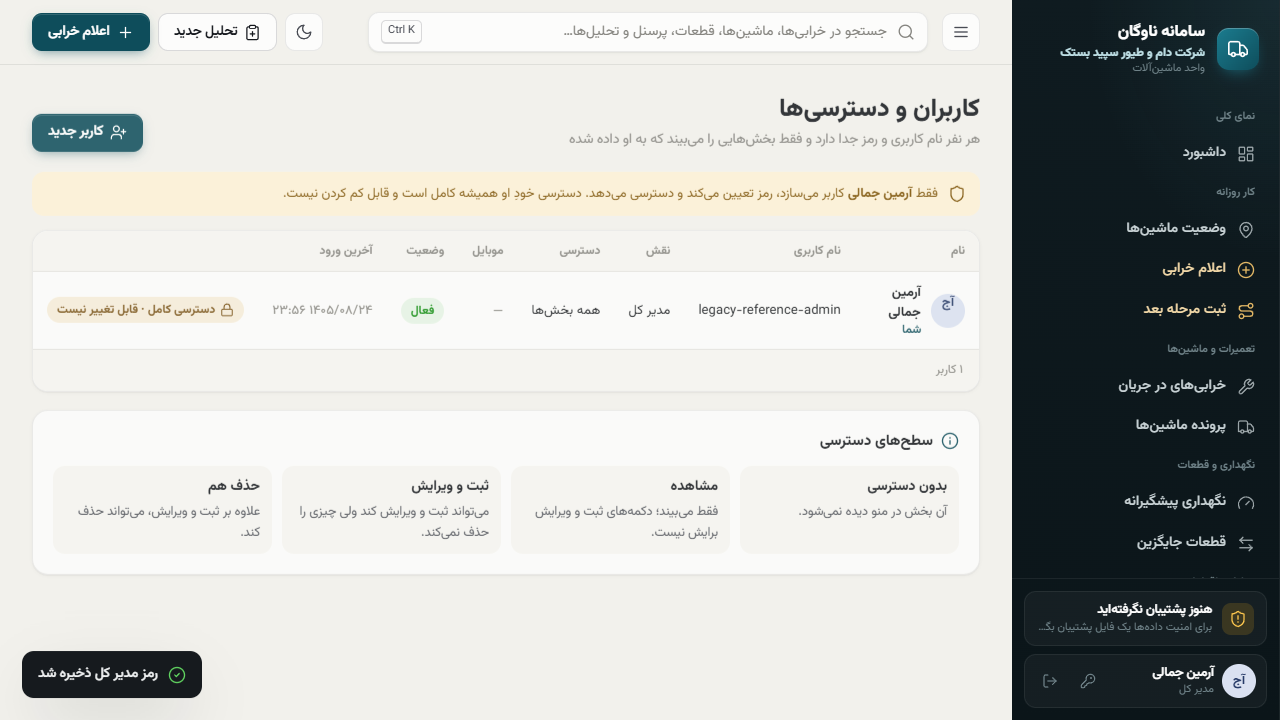 سامانه ناوگان
شرکت دام و طیور سپید بستک
واحد ماشین‌آلات
نمای کلی
داشبورد
کار روزانه
وضعیت ماشین‌ها
اعلام خرابی
ثبت مرحله بعد
تعمیرات و ماشین‌ها
خرابی‌های در جریان
پرونده ماشین‌ها
نگهداری و قطعات
نگهداری پیشگیرانه
قطعات جایگزین
هنوز پشتیبان نگرفته‌اید
برای امنیت داده‌ها یک فایل پشتیبان بگ...
آج
آرمین جمالی
مدیر کل
جستجو در خرابی‌ها، ماشین‌ها، قطعات، پرسنل و تحلیل‌ها...
Ctrl K
تحلیل جدید
اعلام خرابی
کاربران و دسترسی‌ها
هر نفر نام کاربری و رمز جدا دارد و فقط بخش‌هایی را می‌بیند که به او داده شده
کاربر جدید
فقط آرمین جمالی کاربر می‌سازد، رمز تعیین می‌کند و دسترسی می‌دهد. دسترسی خودِ او همیشه کامل است و قابل کم کردن نیست.
نام نام کاربری نقش دسترسی موبایل وضعیت آخرین ورود
آج
آرمین
جمالی
شما
legacy-reference-admin
مدیر کل
همه بخش‌ها
—
فعال
۱۴۰۵/۰۸/۲۴ ۲۳:۵۶
دسترسی کامل · قابل تغییر نیست
۱ کاربر
سطح‌های دسترسی
بدون دسترسی
آن بخش در منو دیده نمی‌شود.
مشاهده
فقط می‌بیند؛ دکمه‌های ثبت و ویرایش
برایش نیست.
ثبت و ویرایش
می‌تواند ثبت و ویرایش کند ولی چیزی را
حذف نمی‌کند.
حذف هم
علاوه بر ثبت و ویرایش، می‌تواند حذف
کند.
رمز مدیر کل ذخیره شد